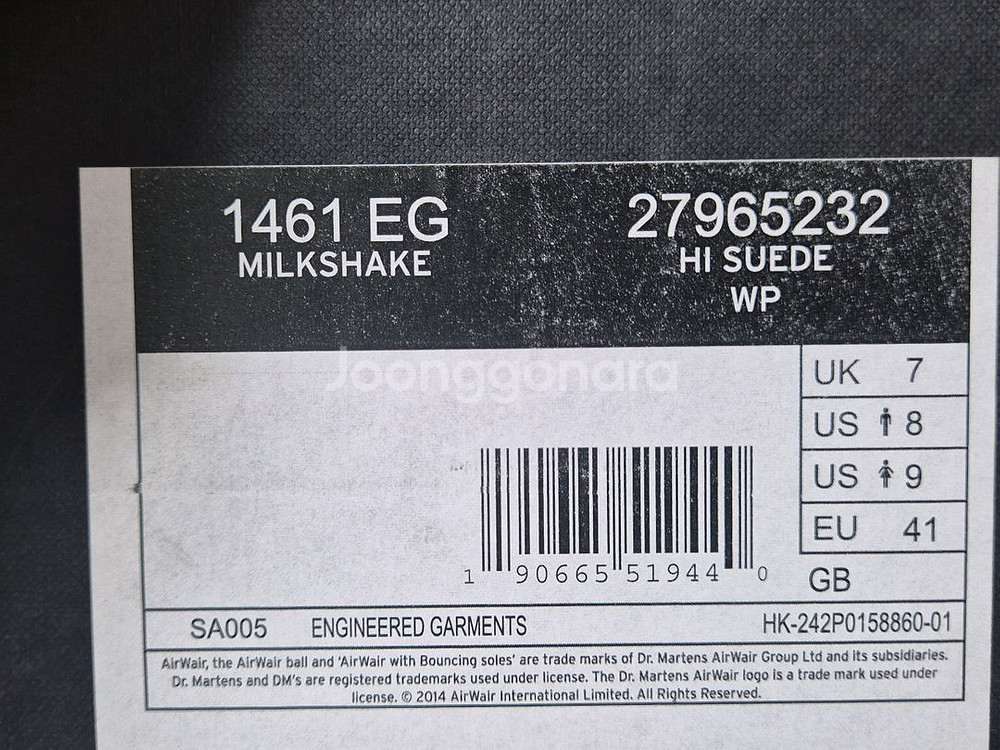 1461 EG
MILKSHAKE
27965232
HI SUEDE
WP
Joonggonara
UK 7
US 8
US 9
EU 41
GB
1 90665 51944 0
SA005 ENGINEERED GARMENTS HK-242P0158860-01
AirWair, the AirWair ball and 'AirWair with Bouncing soles' are trade marks of Dr. Martens AirWair Group Ltd and its subsidiaries.
Dr. Martens and DM's are registered trademarks used under license. The Dr. Martens AirWair logo is a trade mark used under
license. © 2014 AirWair International Limited. All Rights Reserved.